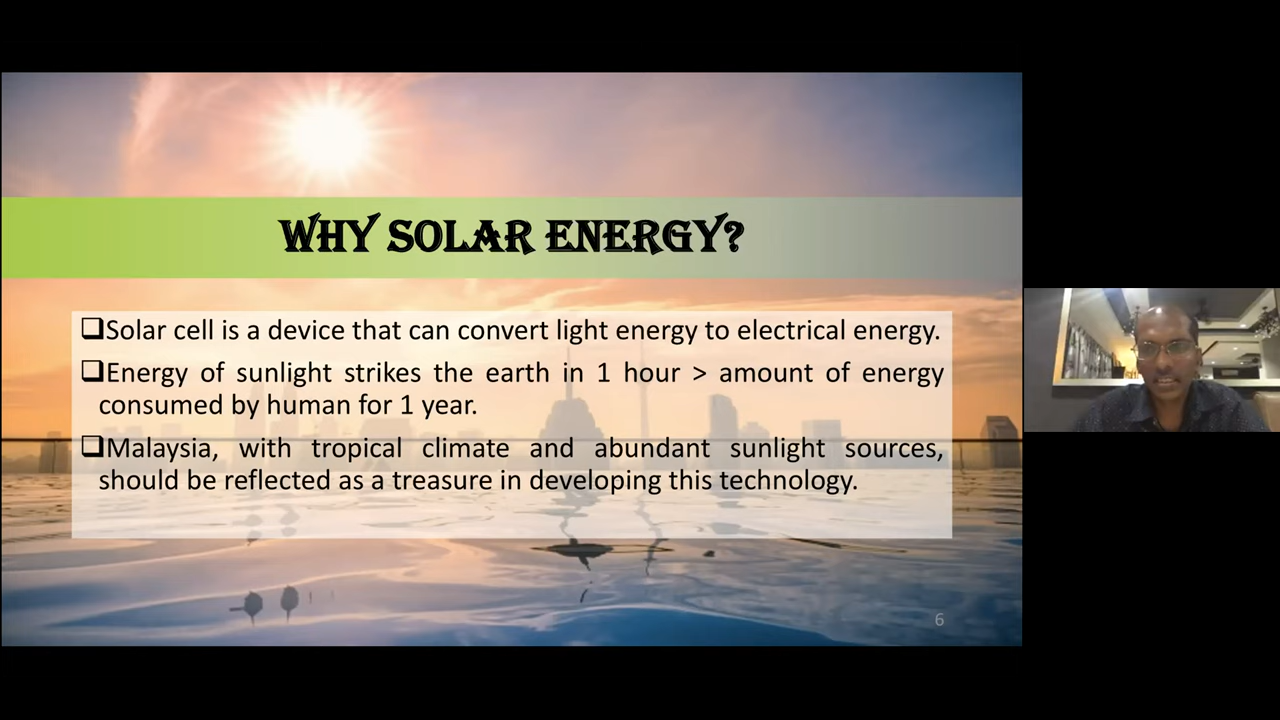 WHY SOLAR ENERGY?
❑Solar cell is a device that can convert light energy to electrical energy.
❑Energy of sunlight strikes the earth in 1 hour > amount of energy
consumed by human for 1 year.
❑Malaysia, with tropical climate and abundant sunlight sources,
should be reflected as a treasure in developing this technology.
6